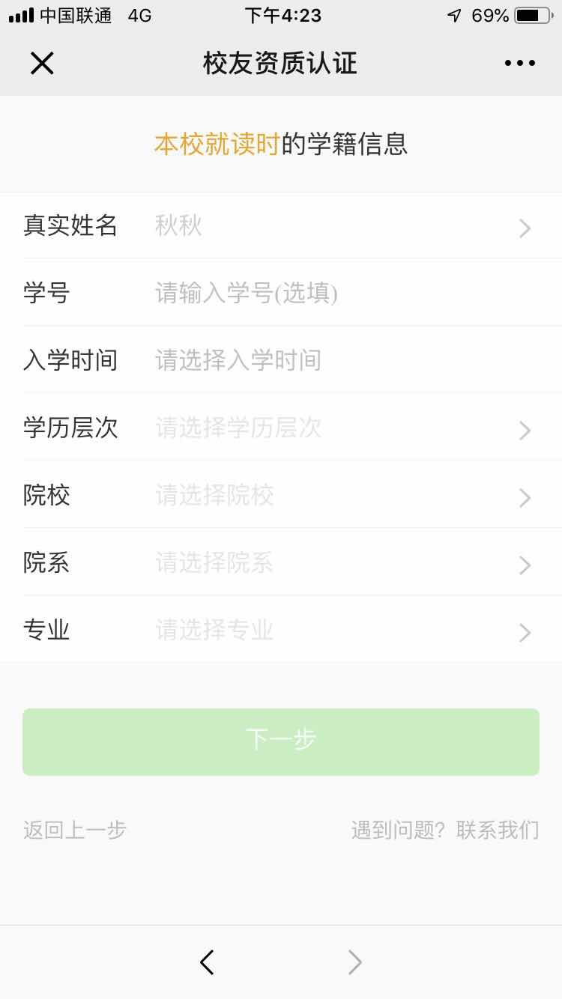 中国联通 4G 下午4:23 69%
校友资质认证
本校就读时的学籍信息
真实姓名 秋秋
学号 请输入学号(选填)
入学时间 请选择入学时间
学历层次 请选择学历层次
院校 请选择院校
院系 请选择院系
专业 请选择专业
下一步
返回上一步 遇到问题? 联系我们